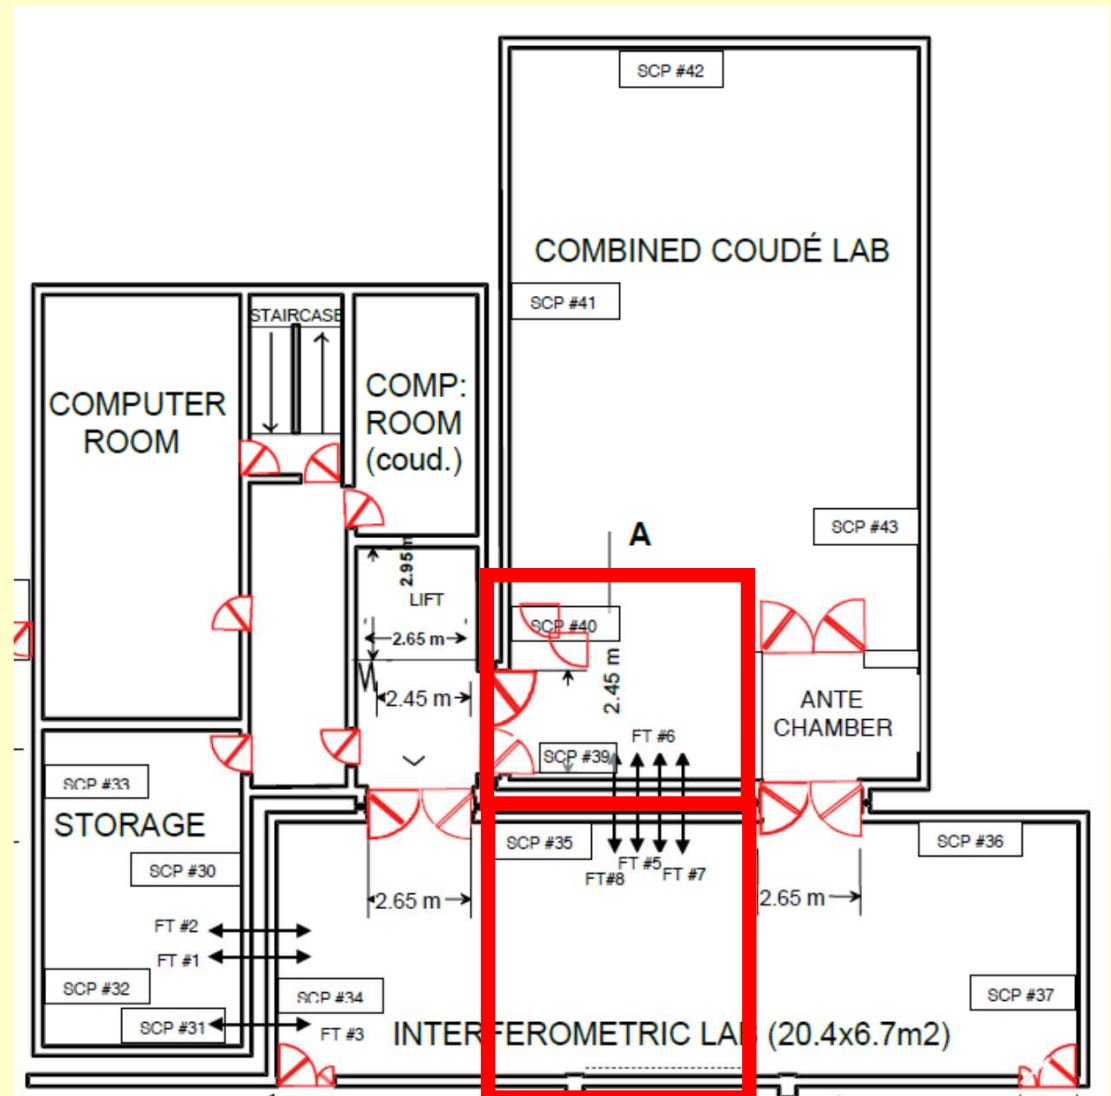 SCP #42
COMBINED COUDÉ LAB
SCP #41
STAIRCASE
COMPUTER
ROOM
COMP:
ROOM
(coud.)
SCP #43
A
2.95 m
LIFT
2.65 m
SCP #40
2.45 m
2.45 m
ANTE
CHAMBER
FT #6
SCP #39
SCP #33
STORAGE
SCP #35
SCP #36
SCP #30
FT#8
FT #5
FT #7
2.65 m
2.65 m
FT #2
FT #1
SCP #32
SCP #34
SCP #37
SCP #31
FT #3
INTERFEROMETRIC LAB (20.4x6.7m2)